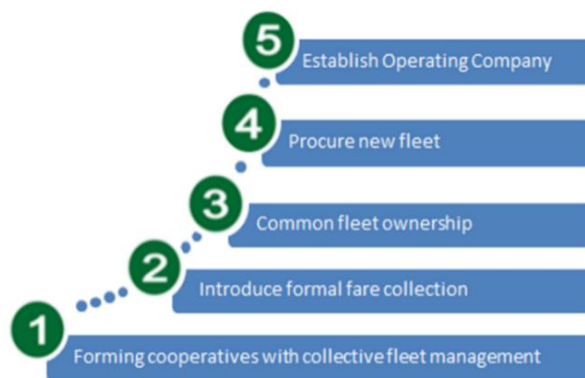 5
Establish Operating Company
4
Procure new fleet
3
Common fleet ownership
2
Introduce formal fare collection
1
Forming cooperatives with collective fleet management